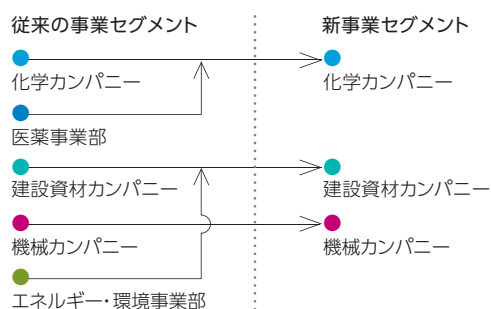 従来の事業セグメント
新事業セグメント
化学カンパニー
化学カンパニー
医薬事業部
建設資材カンパニー
建設資材カンパニー
機械カンパニー
機械カンパニー
エネルギー・環境事業部